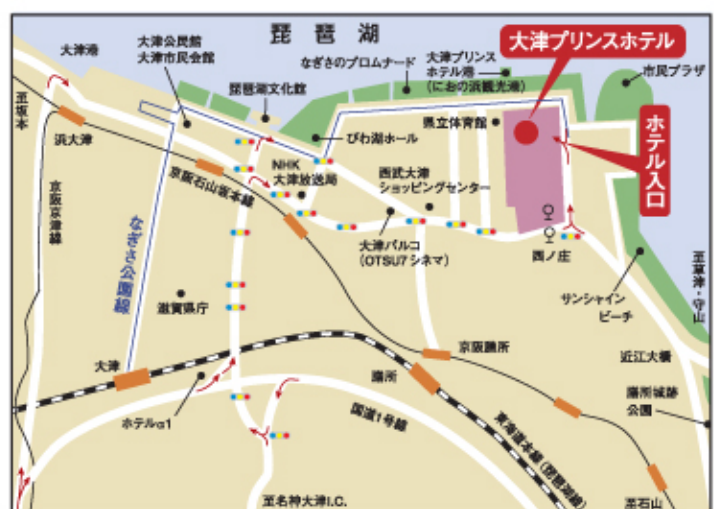 琵琶湖
大津プリンスホテル
大津港
大津公民館
大津市民会館
なぎさのプロムナード
大津プリンス
ホテル港
(におの浜観光港)
市民プラザ
琵琶湖文化館
至坂本
浜大津
びわ湖ホール
県立体育館
ホテル入口
NHK
大津放送局
西武大津
ショッピングセンター
京阪石山坂本線
京阪京津線
なぎさ公園線
大津パルコ
(OTSU7シネマ)
西ノ庄
至草津・守山
サンシャイン
ビーチ
滋賀県庁
大津
京阪膳所
近江大橋
膳所
膳所城跡
公園
ホテルα1
国道1号線
東海道本線(琵琶湖線)
至名神大津I.C.
至石山